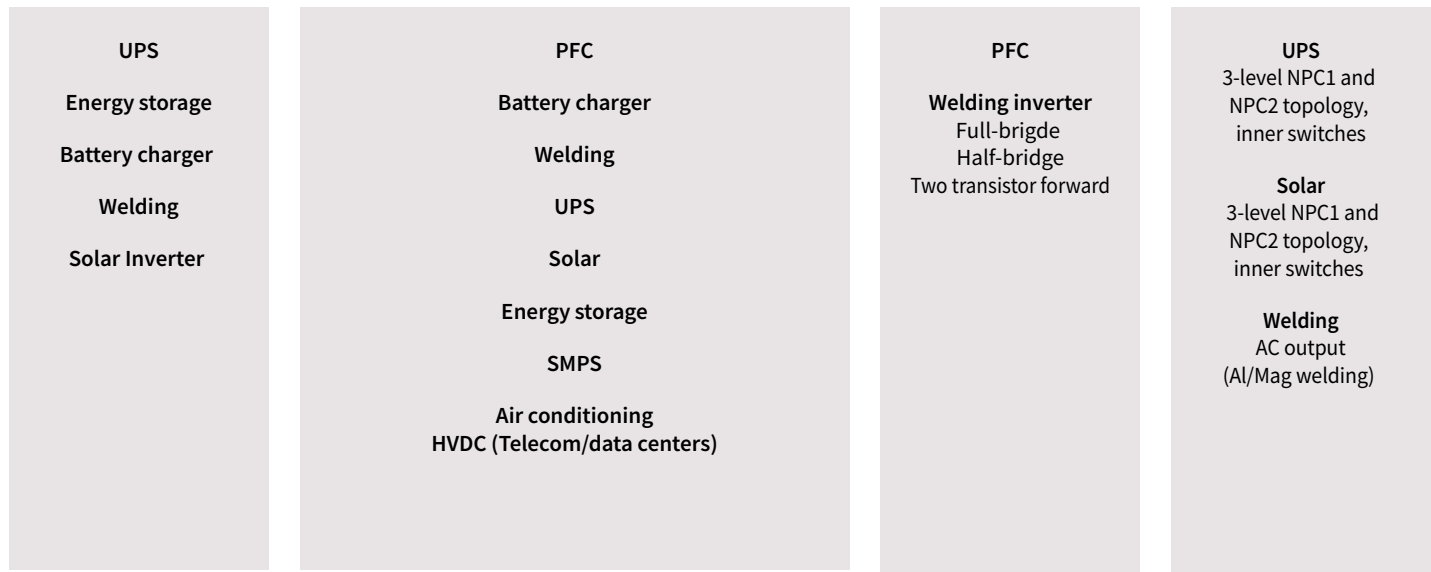 UPS
Energy storage
Battery charger
Welding
Solar Inverter
PFC
Battery charger
Welding
UPS
Solar
Energy storage
SMPS
Air conditioning
HVDC (Telecom/data centers)
PFC
Welding inverter
Full-brigde
Half-bridge
Two transistor forward
UPS
3-level NPC1 and
NPC2 topology,
inner switches
Solar
3-level NPC1 and
NPC2 topology,
inner switches
Welding
AC output
(Al/Mag welding)